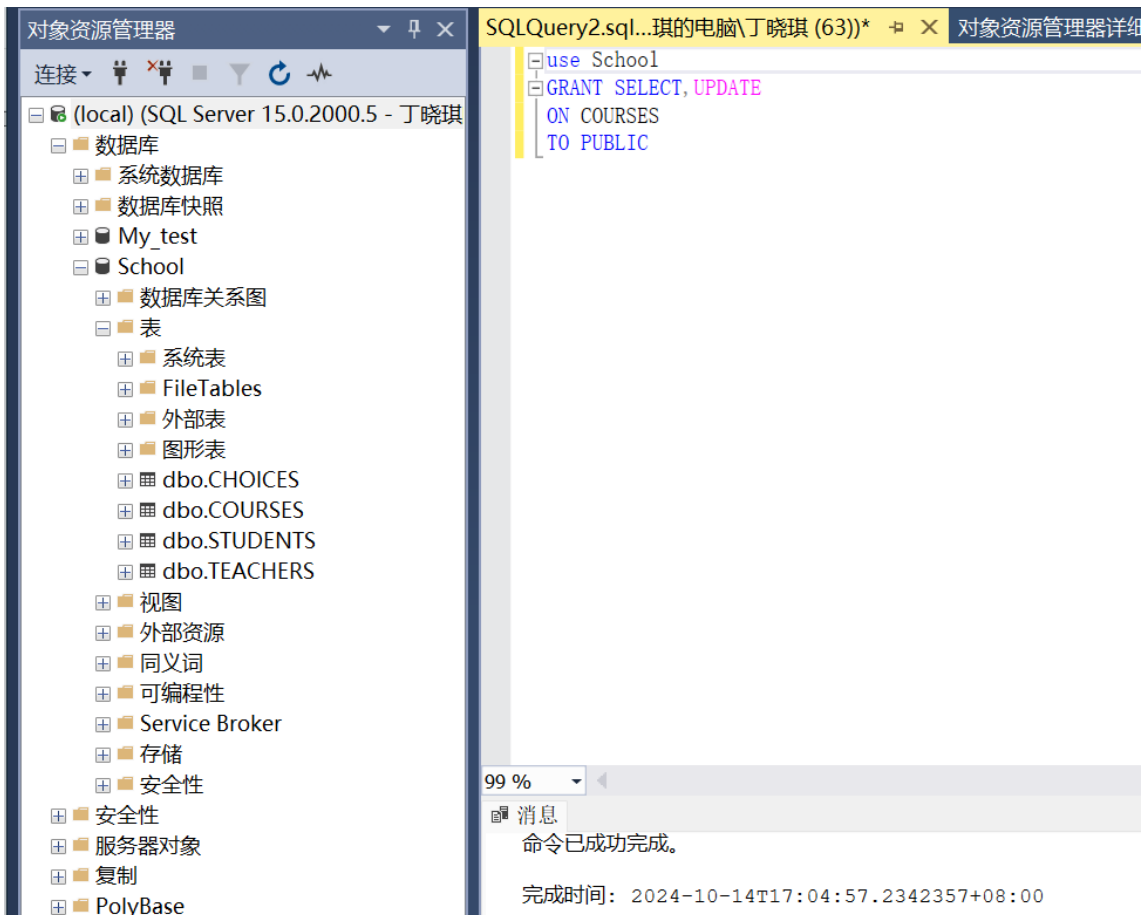 对象资源管理器
连接
(local) (SQL Server 15.0.2000.5 - 丁晓琪
数据库
系统数据库
数据库快照
My_test
School
数据库关系图
表
系统表
FileTables
外部表
图形表
dbo.CHOICES
dbo.COURSES
dbo.STUDENTS
dbo.TEACHERS
视图
外部资源
同义词
可编程性
Service Broker
存储
安全性
安全性
服务器对象
复制
PolyBase
SQLQuery2.sql...琪的电脑\丁晓琪 (63))* 对象资源管理器详细
use School
GRANT SELECT,UPDATE
ON COURSES
TO PUBLIC
99 %
消息
命令已成功完成。
完成时间: 2024-10-14T17:04:57.2342357+08:00